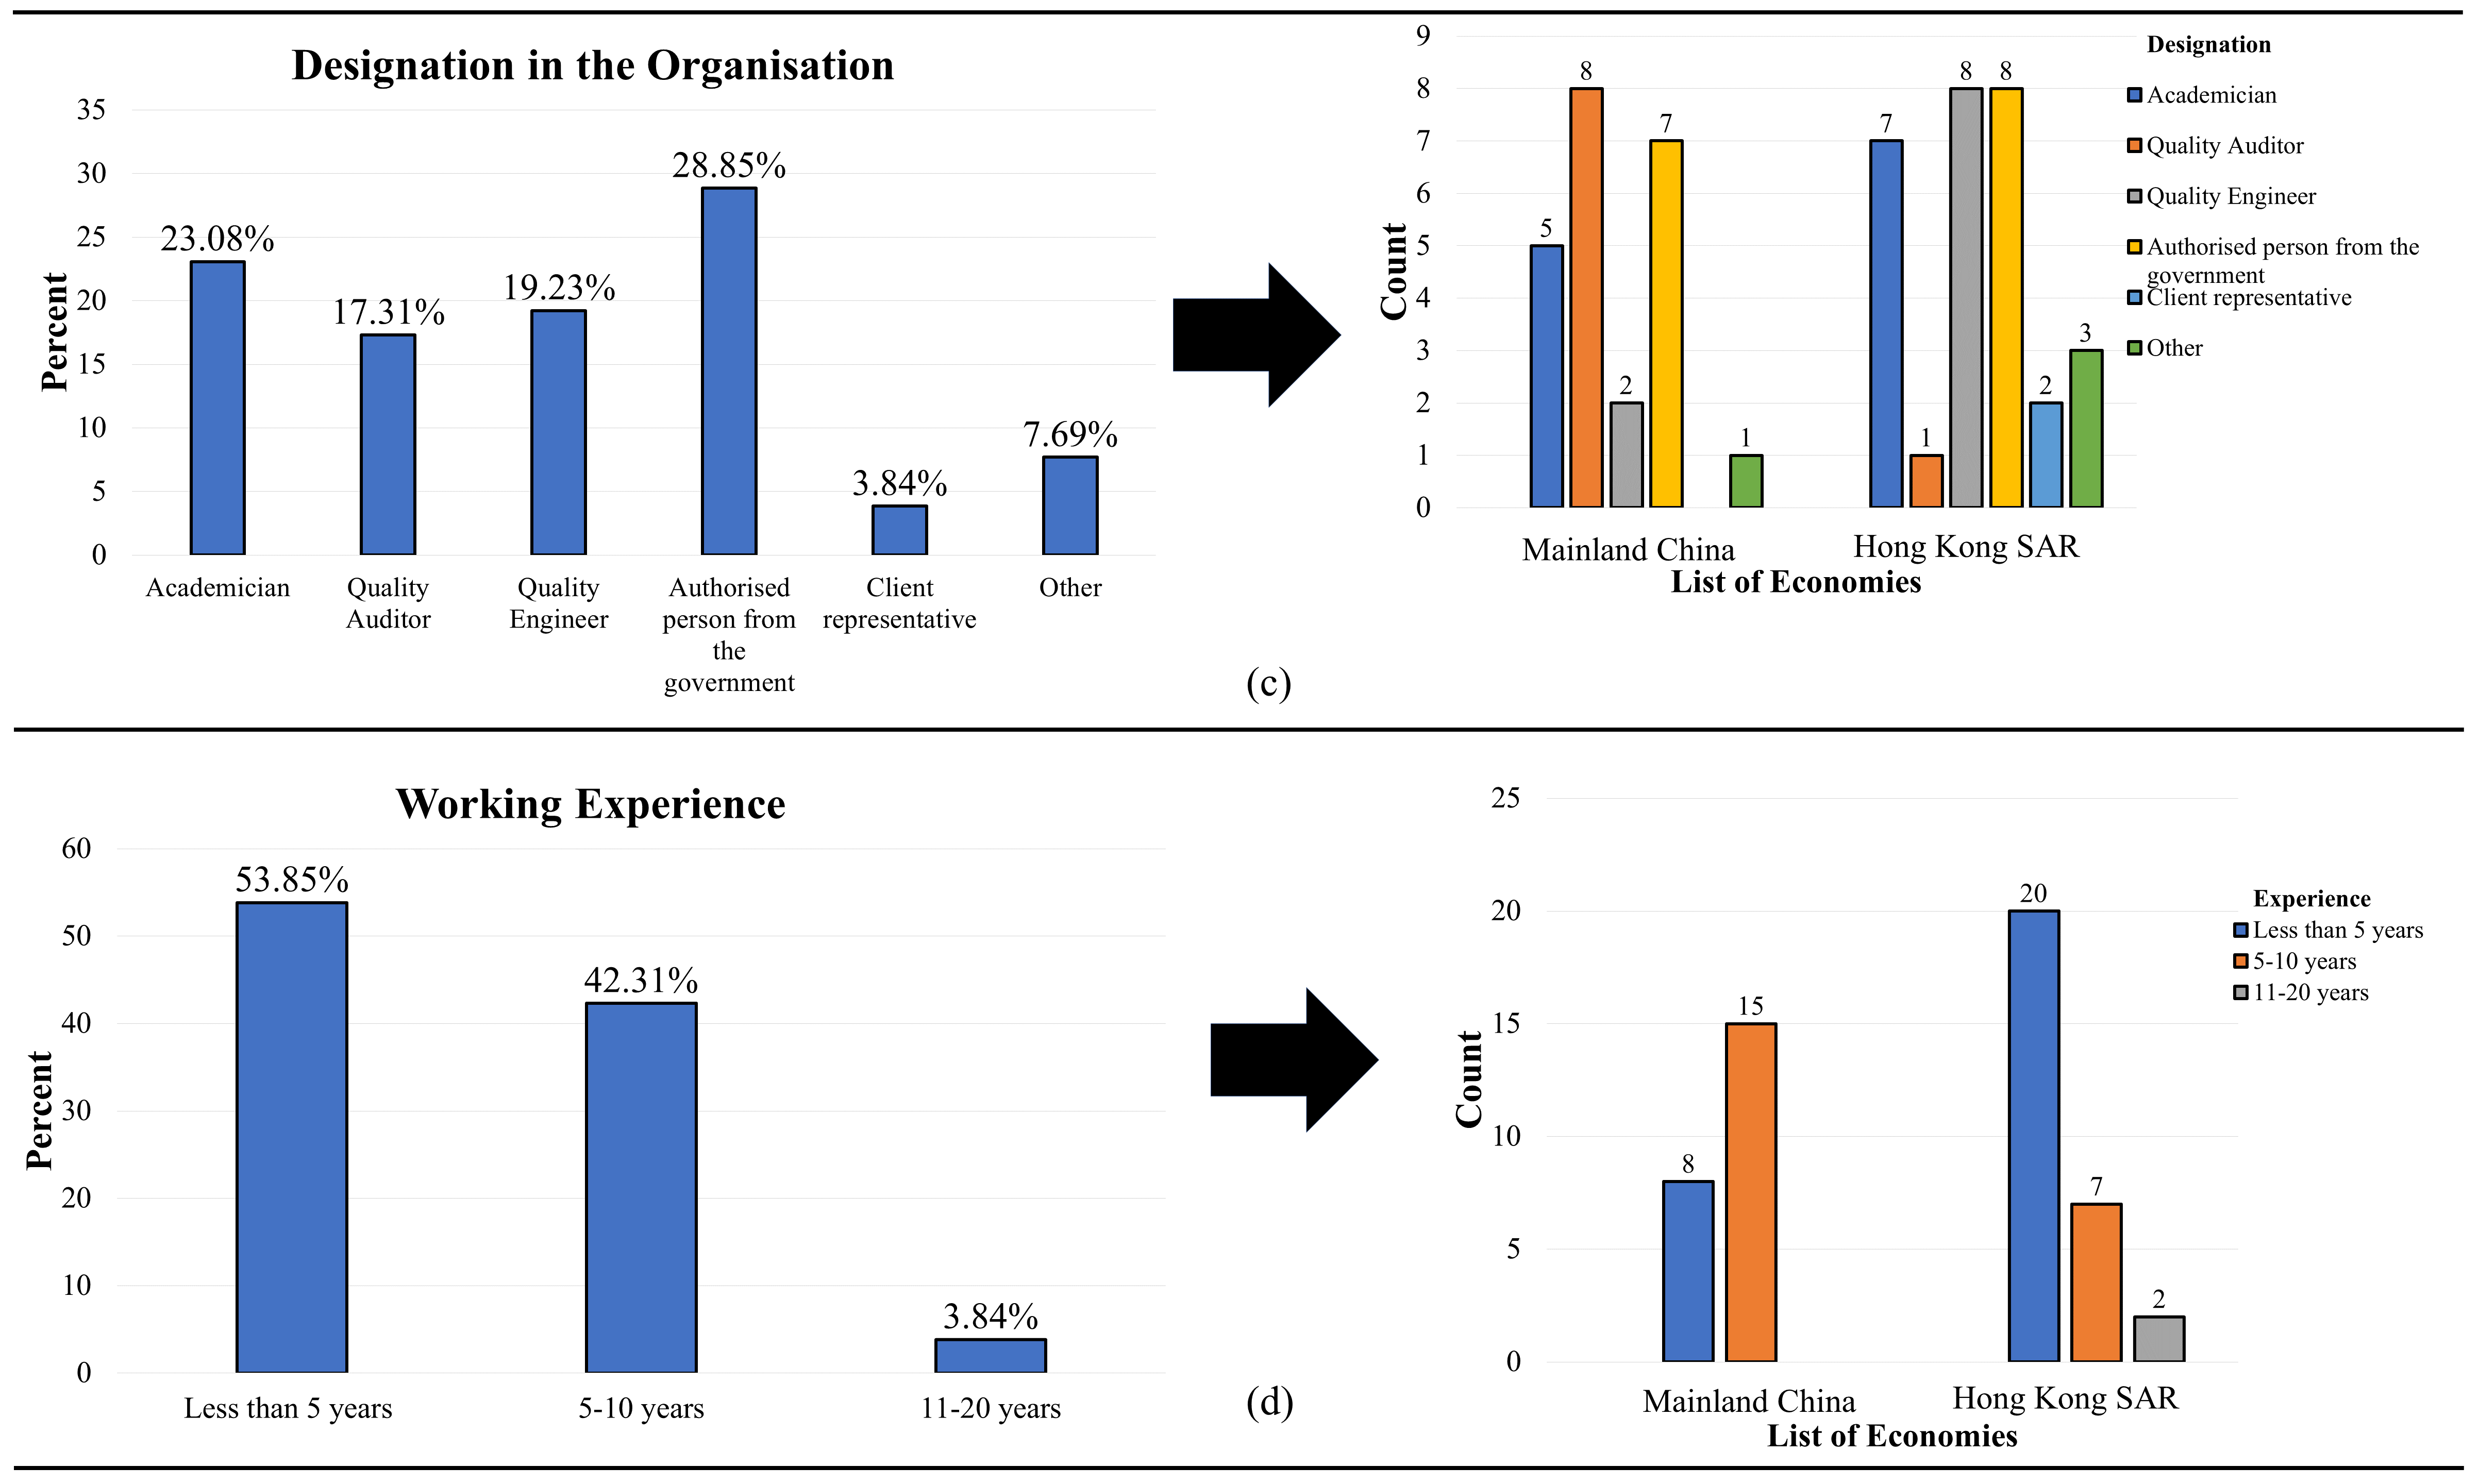 Designation in the Organisation
Percent
35
30
25
20
15
10
5
0
23.08%
17.31%
19.23%
28.85%
3.84%
7.69%
Academician
Quality
Auditor
Quality
Engineer
Authorised
person from
the
government
Client
representative
Other
Count
9
8
7
6
5
4
3
2
1
0
5
8
2
7
1
7
1
8
8
2
3
Mainland China
Hong Kong SAR
List of Economies
Designation
Academician
Quality Auditor
Quality Engineer
Authorised person from the
government
Client representative
Other
(c)
Working Experience
Percent
60
50
40
30
20
10
0
53.85%
42.31%
3.84%
Less than 5 years
5-10 years
11-20 years
Count
25
20
15
10
5
0
8
15
20
7
2
Mainland China
Hong Kong SAR
List of Economies
Experience
Less than 5 years
5-10 years
11-20 years
(d)